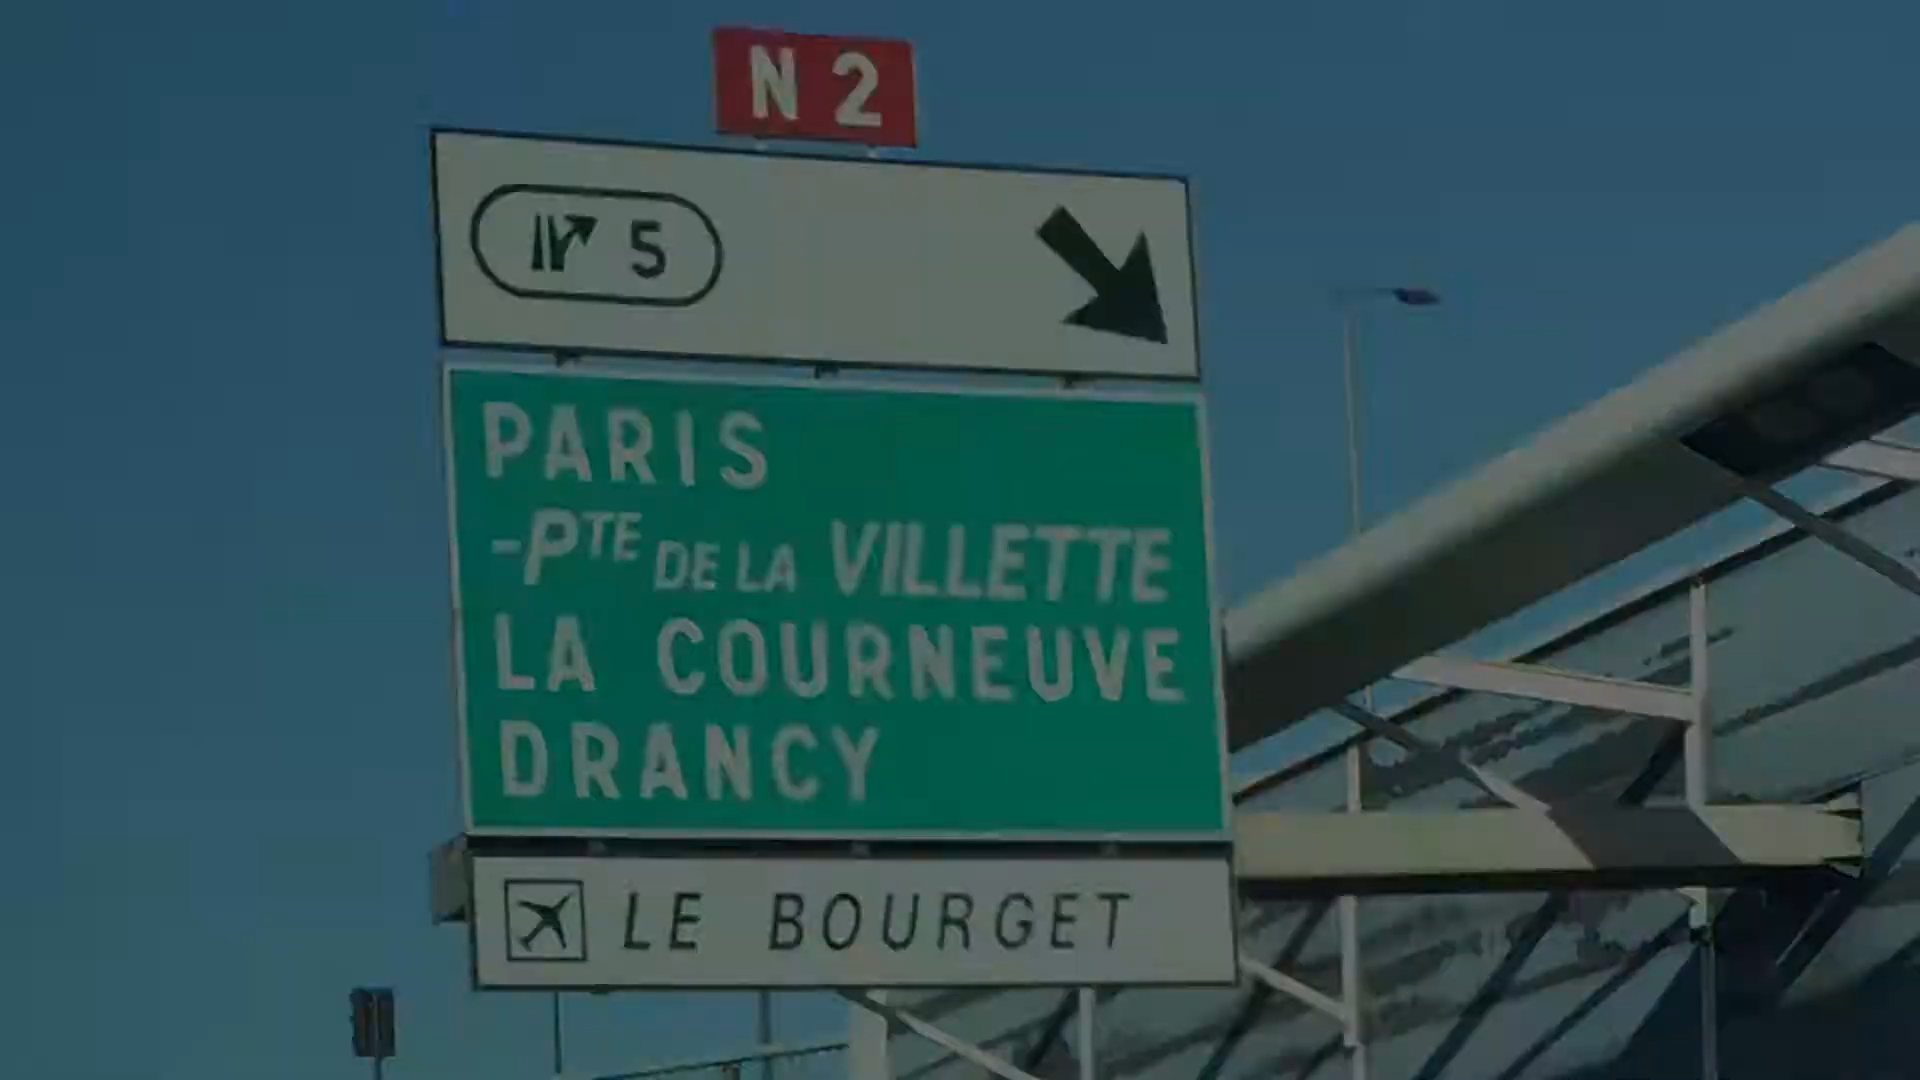 N 2
5
PARIS
-PTE DE LA VILLETTE
LA COURNEUVE
DRANCY
LE BOURGET